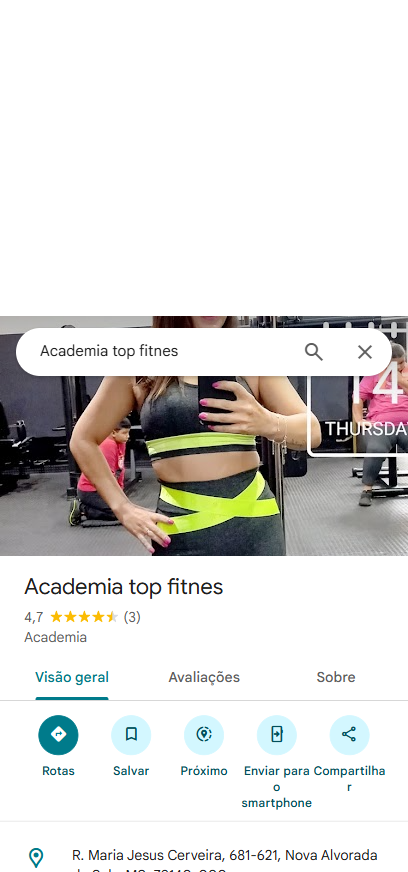 Academia top fitnes
14
THURSDA
Academia top fitnes
4,7 (3)
Academia
Visão geral Avaliações Sobre
Rotas Salvar Próximo Enviar para o smartphone Compartilhar
R. Maria Jesus Cerveira, 681-621, Nova Alvorada